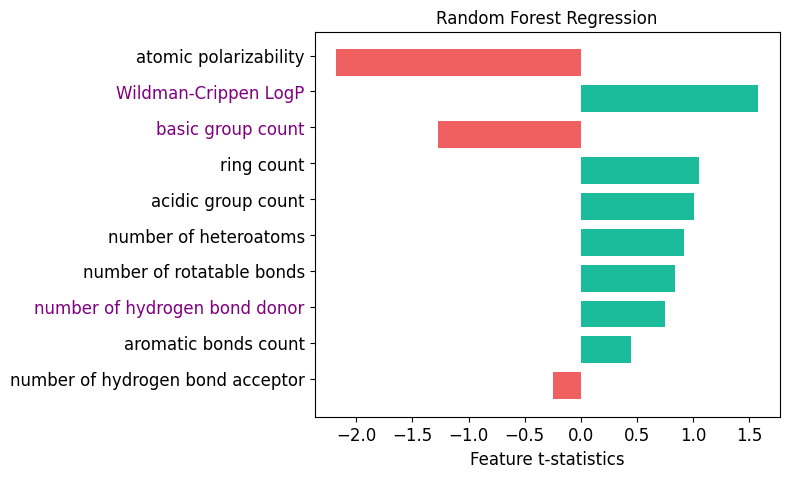 Random Forest Regression
atomic polarizability
Wildman-Crippen LogP
basic group count
ring count
acidic group count
number of heteroatoms
number of rotatable bonds
number of hydrogen bond donor
aromatic bonds count
number of hydrogen bond acceptor
−2.0 −1.5 −1.0 −0.5 0.0 0.5 1.0 1.5
Feature t-statistics